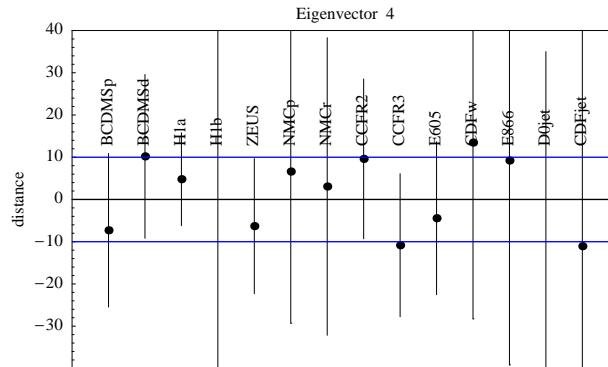 Eigenvector 4
40
30
20
10
0
−10
−20
−30
distance
BCDMSp
BCDMSd
H1a
H1b
ZEUS
NMCp
NMCr
CCFR2
CCFR3
E605
CDFw
E866
D0jet
CDFjet